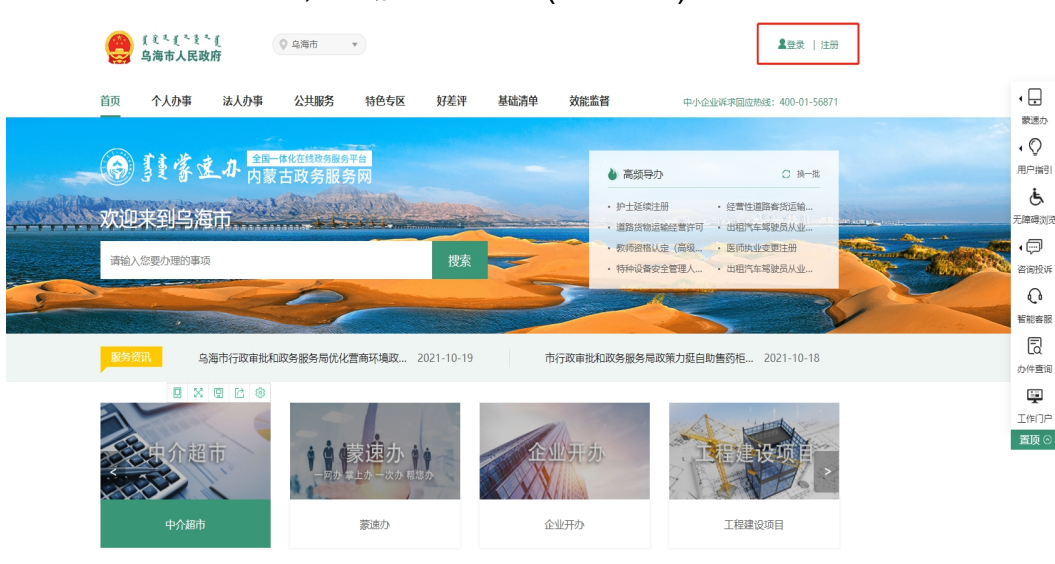 乌海市人民政府
乌海市
登录 | 注册
首页 个人办事 法人办事 公共服务 特色专区 好差评 基础清单 效能监督
中小企业诉求回应热线: 400-01-56871
蒙速办
全国一体化在线政务服务平台
内蒙古政务服务网
欢迎来到乌海市
请输入您要办理的事项
搜索
高频导办
换一批
护士延续注册
经营性道路客货运输...
道路货物运输经营许可
出租汽车驾驶员从业...
教师资格认定（高级...
医师执业变更注册
特种设备安全管理人...
出租汽车驾驶员从业...
服务资讯
乌海市行政审批和政务服务局优化营商环境政... 2021-10-19
市行政审批和政务服务局政策力挺自助售药柜... 2021-10-18
中介超市
蒙速办
一网办 掌上办 一次办 帮您办
企业开办
工程建设项目
中介超市
蒙速办
企业开办
工程建设项目
蒙速办
用户指引
无障碍浏览
咨询投诉
智能客服
办件查询
工作门户
置顶